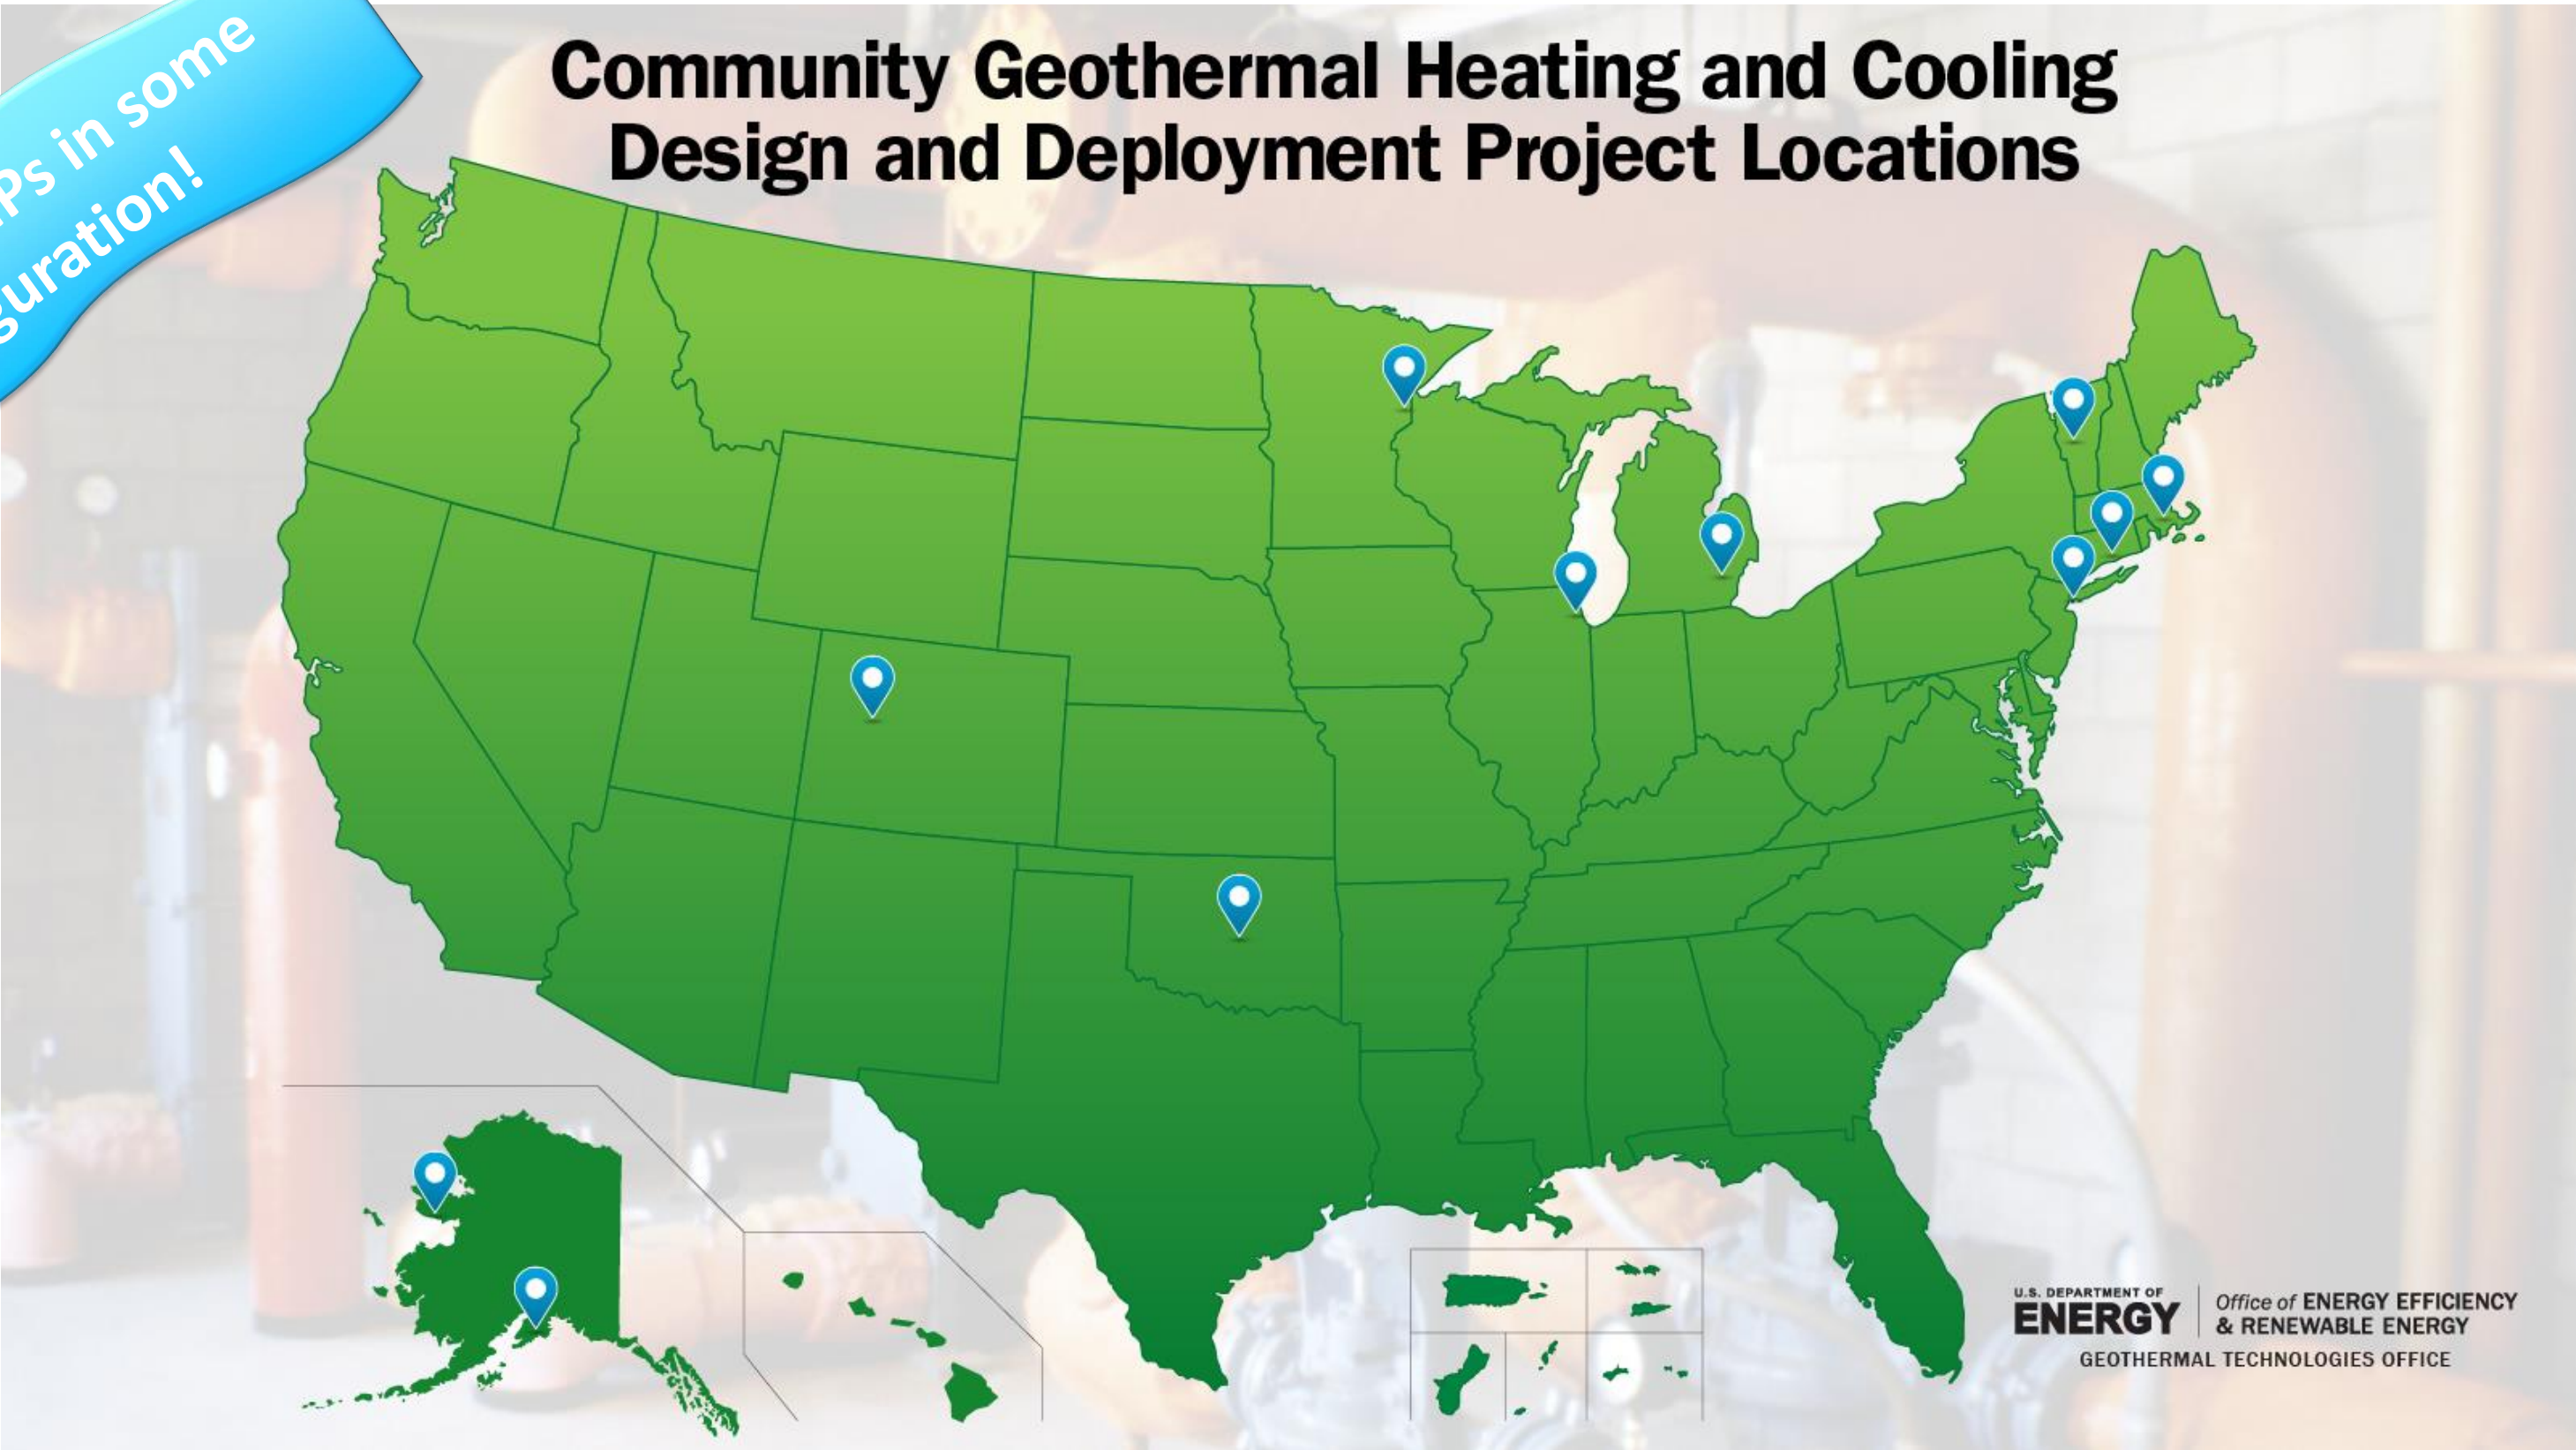 Ps in some
guration!
Community Geothermal Heating and Cooling
Design and Deployment Project Locations
U.S. DEPARTMENT OF
ENERGY
Office of ENERGY EFFICIENCY
& RENEWABLE ENERGY
GEOTHERMAL TECHNOLOGIES OFFICE